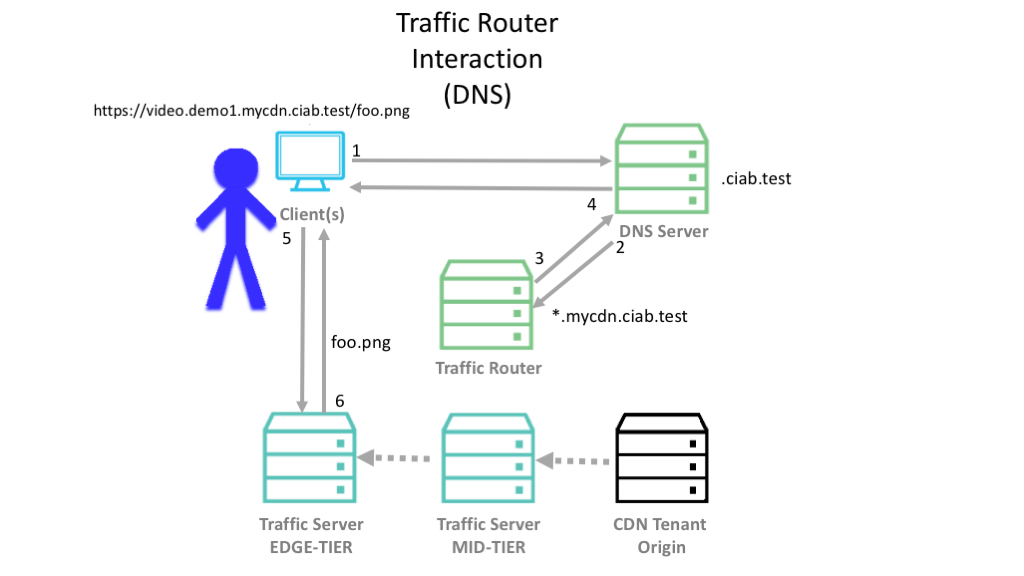 Traffic Router
Interaction
(DNS)
https://video.demo1.mycdn.ciab.test/foo.png
1
.ciab.test
4
Client(s)
DNS Server
5
2
3
*.mycdn.ciab.test
foo.png
Traffic Router
6
Traffic Server
EDGE-TIER
Traffic Server
MID-TIER
CDN Tenant
Origin